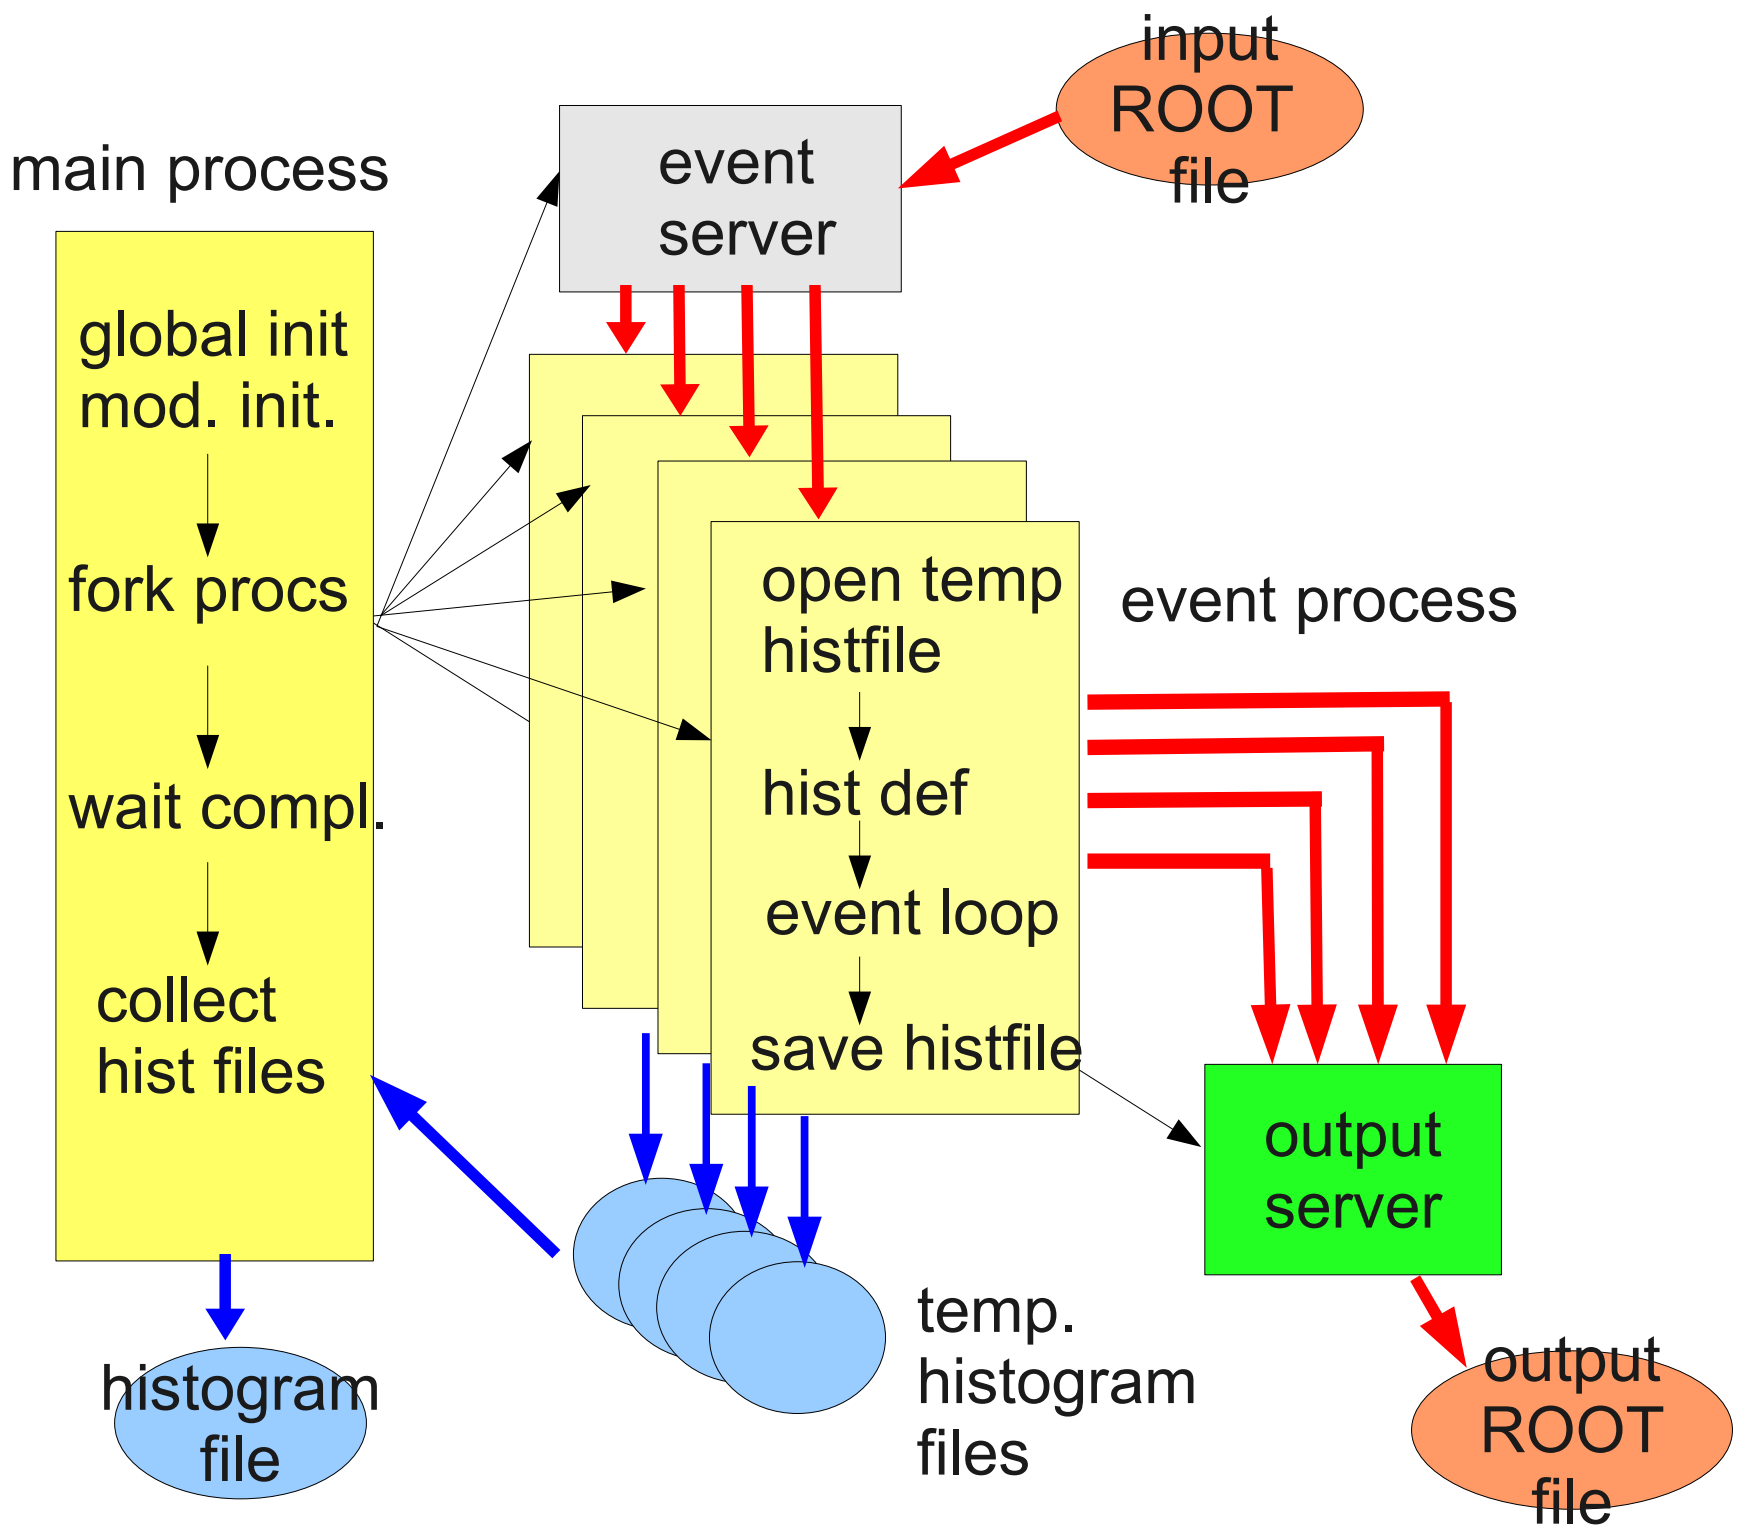 input
ROOT
file
event
server
main process
global init
mod. init.
fork procs
wait compl.
collect
hist files
open temp
histfile
hist def
event loop
save histfile
event process
output
server
temp.
histogram
files
histogram
file
output
ROOT
file